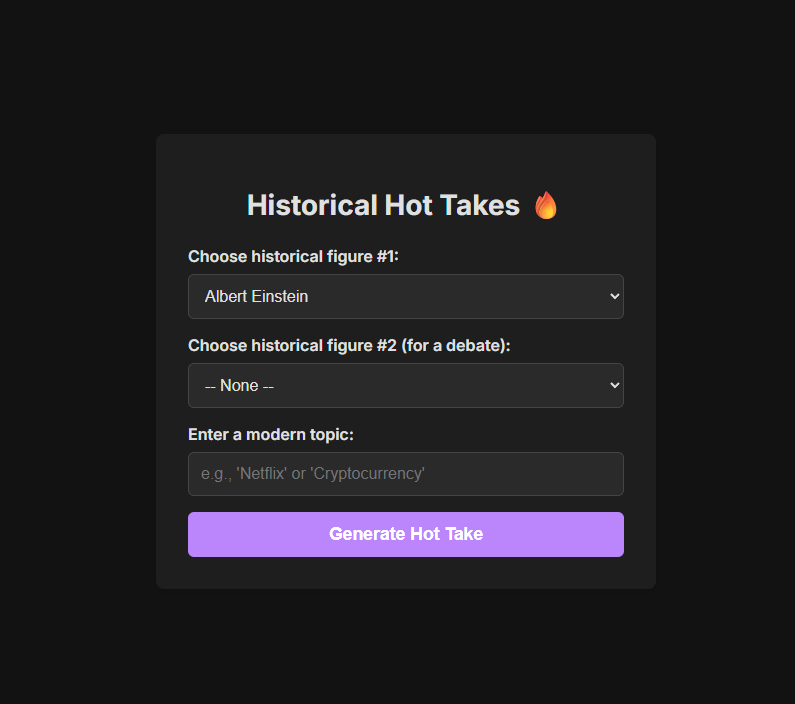 Historical Hot Takes 🔥
Choose historical figure #1:
Albert Einstein
Choose historical figure #2 (for a debate):
-- None --
Enter a modern topic:
e.g., 'Netflix' or 'Cryptocurrency'
Generate Hot Take